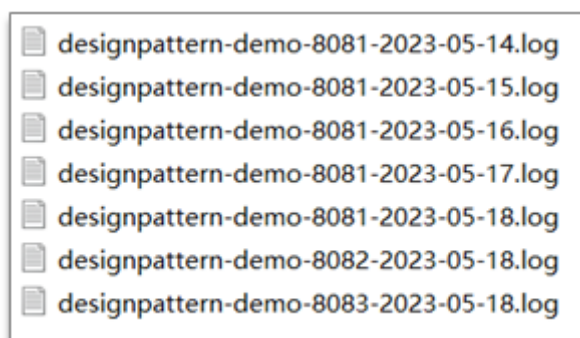 designpattern-demo-8081-2023-05-14.log
designpattern-demo-8081-2023-05-15.log
designpattern-demo-8081-2023-05-16.log
designpattern-demo-8081-2023-05-17.log
designpattern-demo-8081-2023-05-18.log
designpattern-demo-8082-2023-05-18.log
designpattern-demo-8083-2023-05-18.log